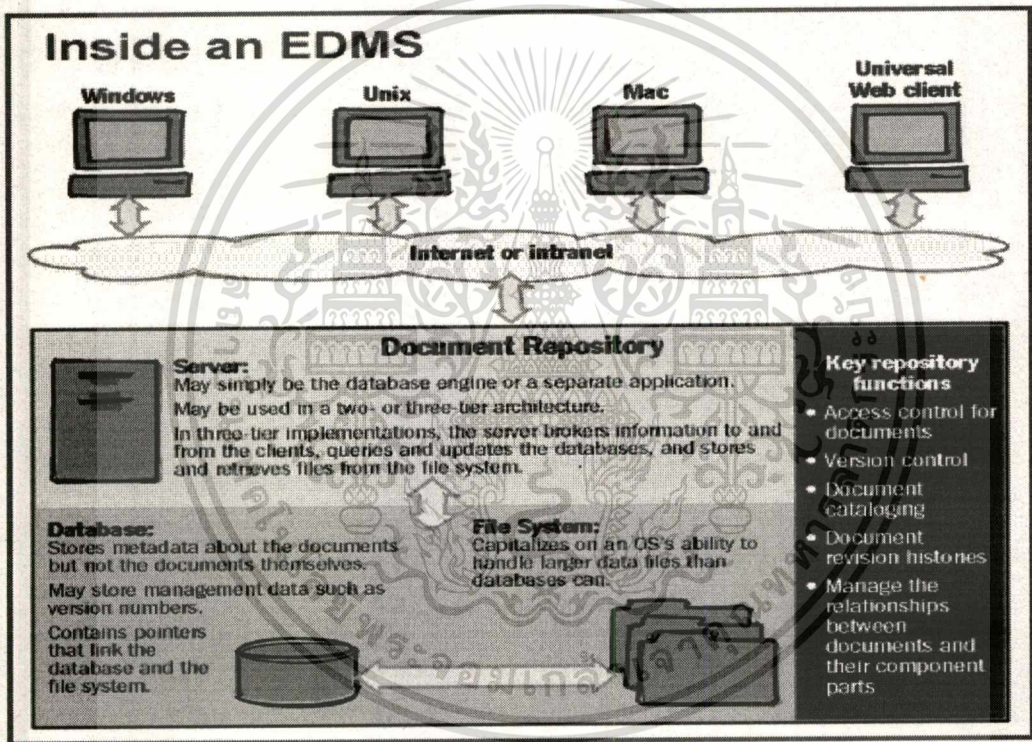 Inside an EDMS
Windows
Unix
Mac
Universal
Web client
Internet or intranet
Document Repository
Server:
May simply be the database engine or a separate application.
May be used in a two- or three-tier architecture.
In three-tier implementations, the server brokers information to and
from the clients, queries and updates the databases, and stores
and retrieves files from the file system.
Database:
Stores metadata about the documents
but not the documents themselves.
May store management data such as
version numbers.
Contains pointers
that link the
database and the
file system.
File System:
Capitalizes on an OS's ability to
handle larger data files than
databases can.
Key repository
functions
• Access control for
documents
• Version control
• Document
cataloging
• Document
revision histories
• Manage the
relationships
between
documents and
their component
parts